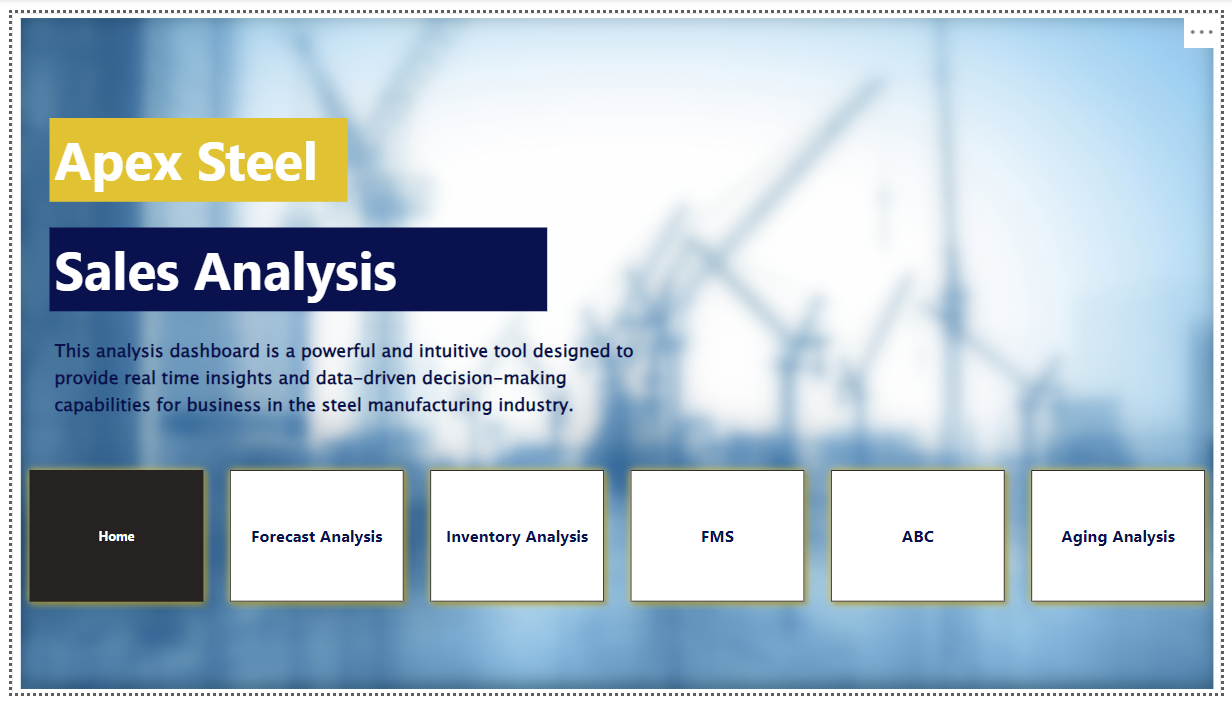 Apex Steel
Sales Analysis
This analysis dashboard is a powerful and intuitive tool designed to
provide real time insights and data-driven decision-making
capabilities for business in the steel manufacturing industry.
Home
Forecast Analysis
Inventory Analysis
FMS
ABC
Aging Analysis